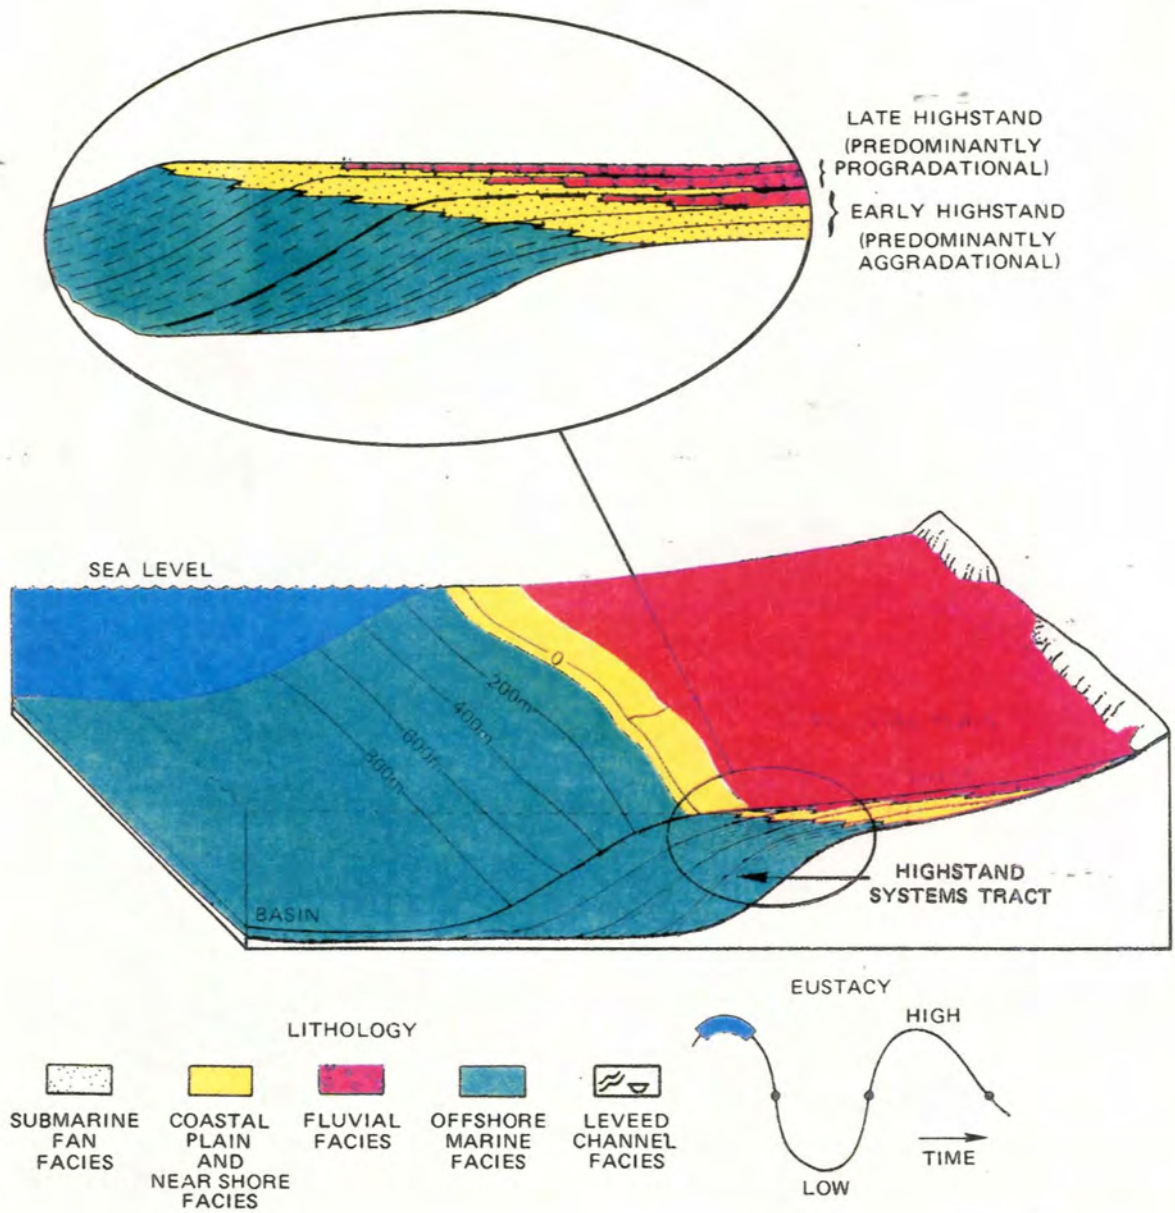 LATE HIGHSTAND
(PREDOMINANTLY
PROGRADATIONAL)
EARLY HIGHSTAND
(PREDOMINANTLY
AGGRADATIONAL)
SEA LEVEL
0
200m
400m
600m
800m
BASIN
HIGHSTAND
SYSTEMS TRACT
EUSTACY
HIGH
LOW
TIME
LITHOLOGY
SUBMARINE
FAN
FACIES
COASTAL
PLAIN
AND
NEAR SHORE
FACIES
FLUVIAL
FACIES
OFFSHORE
MARINE
FACIES
LEVEED
CHANNEL
FACIES